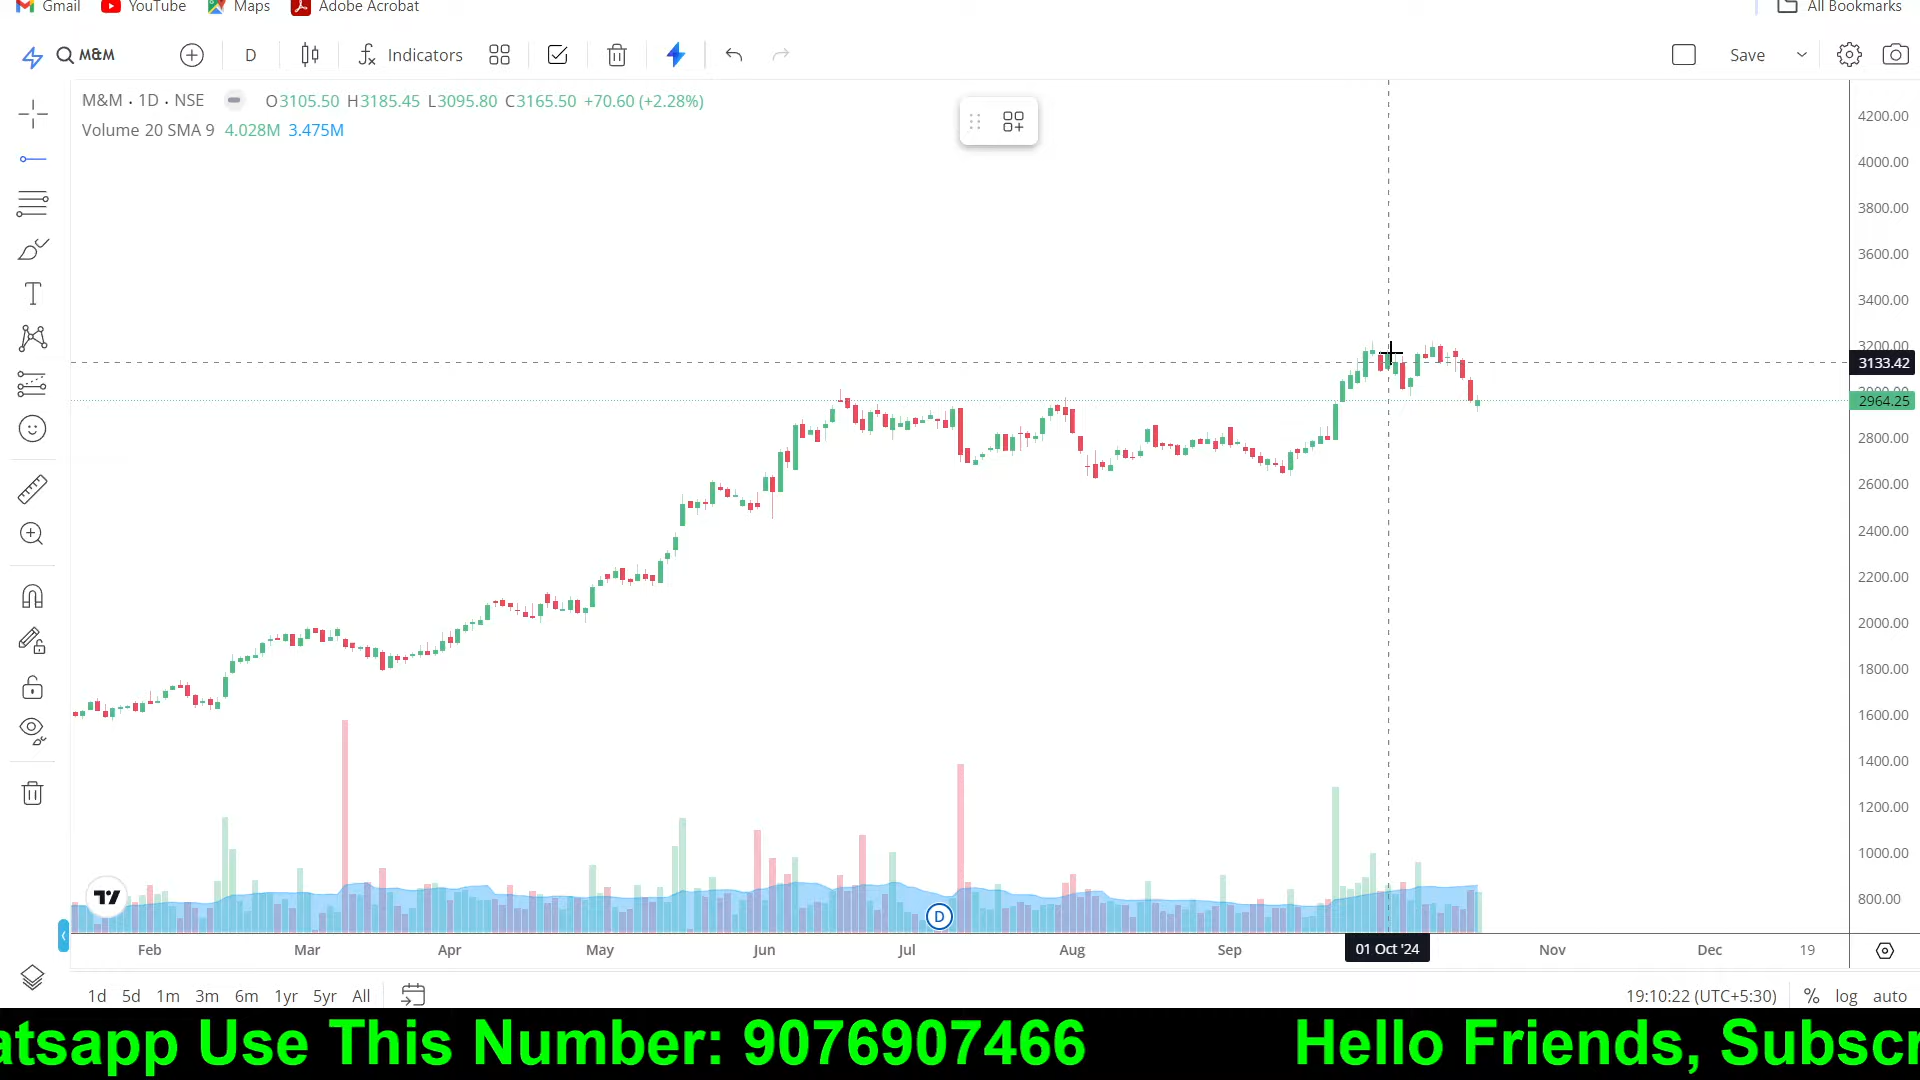 Gmail YouTube Maps Adobe Acrobat All Bookmarks
M&M D Indicators Save
M&M . 1D . NSE O3105.50 H3185.45 L3095.80 C3165.50 +70.60 (+2.28%)
Volume 20 SMA 9 4.028M 3.475M
4200.00
4000.00
3800.00
3600.00
3400.00
3200.00
3133.42
2964.25
2800.00
2600.00
2400.00
2200.00
2000.00
1800.00
1600.00
1400.00
1200.00
1000.00
800.00
D
Feb Mar Apr May Jun Jul Aug Sep 01 Oct '24 Nov Dec 19
1d 5d 1m 3m 6m 1yr 5yr All 19:10:22 (UTC+5:30) % log auto
atsapp Use This Number: 9076907466 Hello Friends, Subscr